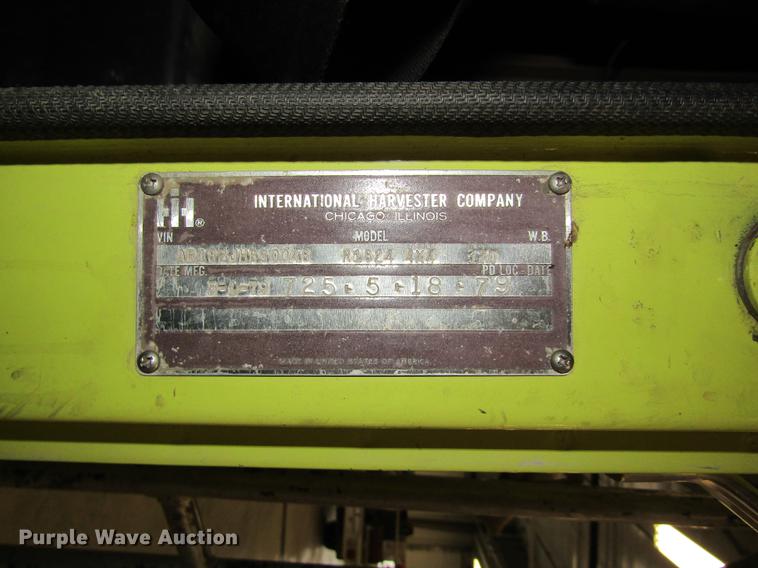 IH®
INTERNATIONAL HARVESTER COMPANY
CHICAGO ILLINOIS
VIN MODEL W.B.
4X4
DATE MFG. PD LOC - DATE
725 5 18 79
MADE IN UNITED STATES OF AMERICA
Purple Wave Auction®